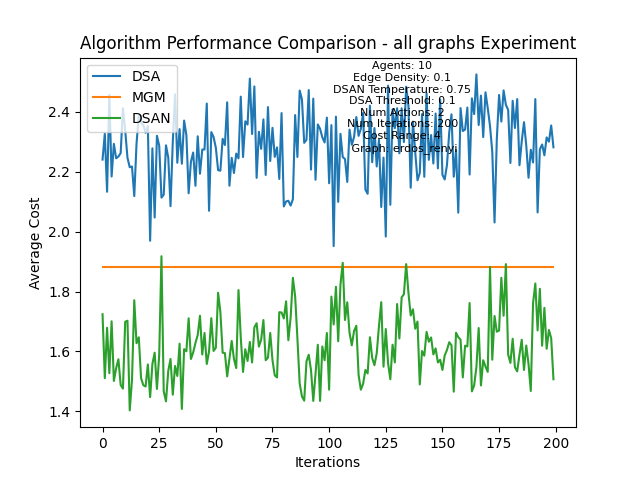 Algorithm Performance Comparison - all graphs Experiment
DSA
MGM
DSAN
Agents: 10
Edge Density: 0.1
DSAN Temperature: 0.75
DSA Threshold: 0.1
Num Actions: 2
Num Iterations: 200
Cost Range: 4
Graph: erdos_renyi
Average Cost
2.4
2.2
2.0
1.8
1.6
1.4
0
25
50
75
100
125
150
175
200
Iterations